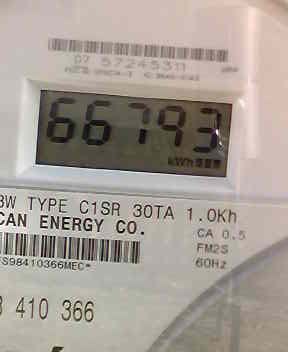 07 57245311
66793
kWh
3W TYPE C1SR 30TA 1.0Kh
CAN ENERGY CO.
CA 0.5
FM2S
60Hz
*S98410366MEC*
8 410 366